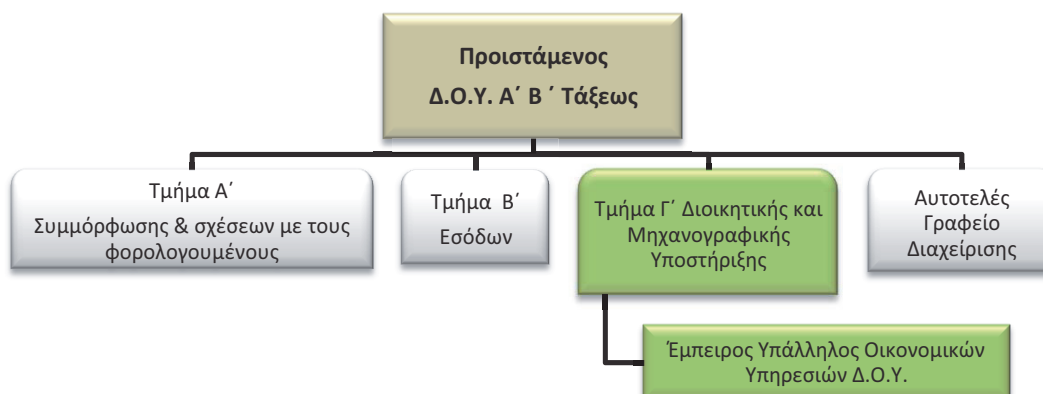 Προιστάμενος
Δ.Ο.Υ. Α΄ Β ΄ Τάξεως
Τμήμα Α΄
Συμμόρφωσης & σχέσεων με τους
φορολογουμένους
Τμήμα Β΄
Εσόδων
Τμήμα Γ΄ Διοικητικής και
Μηχανογραφικής
Υποστήριξης
Αυτοτελές
Γραφείο
Διαχείρισης
Έμπειρος Υπάλληλος Οικονομικών
Υπηρεσιών Δ.Ο.Υ.